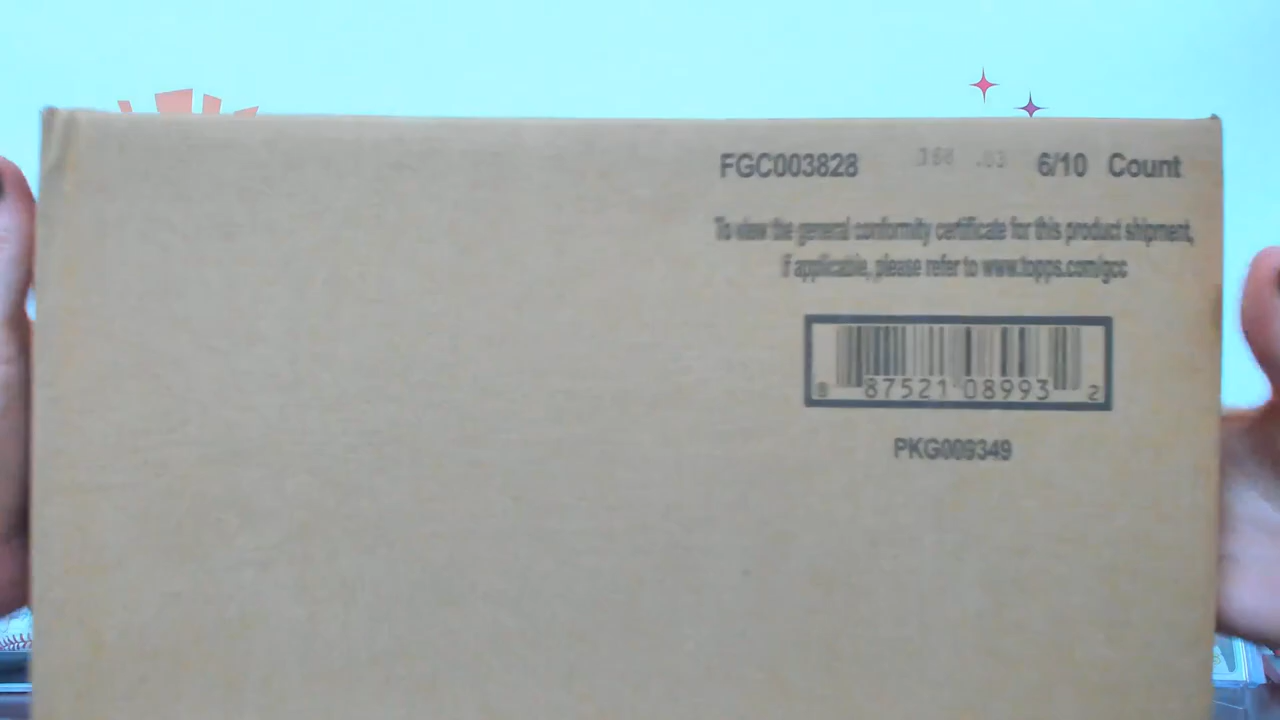 FGC003828 6/10 Count
To view the general conformity certificate for this product shipment,
if applicable, please refer to www.topps.com/gcc
8 87521 08993 2
PKG009349